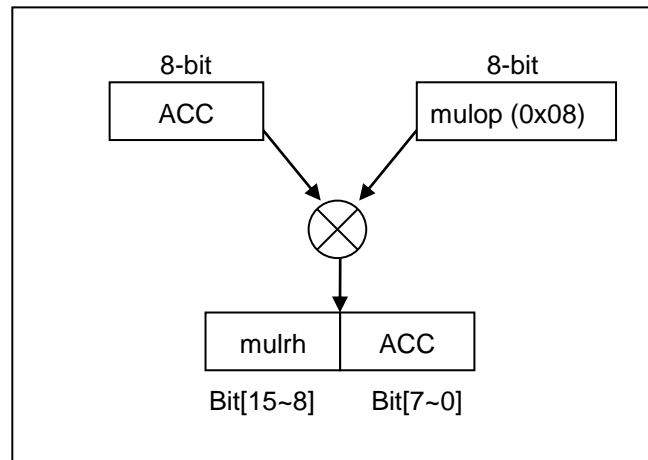 8-bit
8-bit
ACC
mulop (0x08)
mulrh
ACC
Bit[15~8]
Bit[7~0]